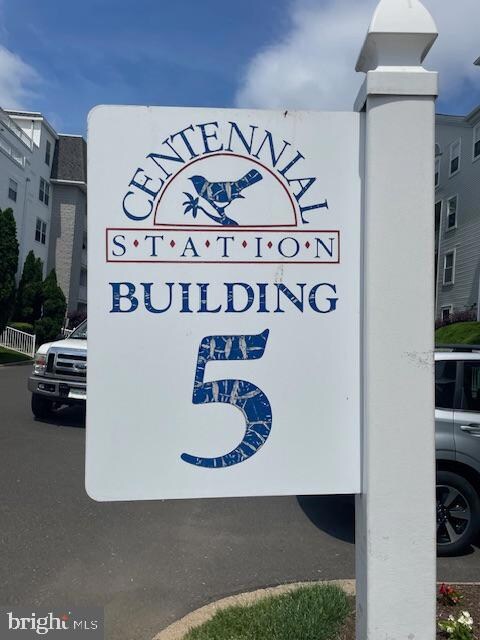 CENTENNIAL
S·T·A·T·I·O·N
BUILDING
5
bright MLS